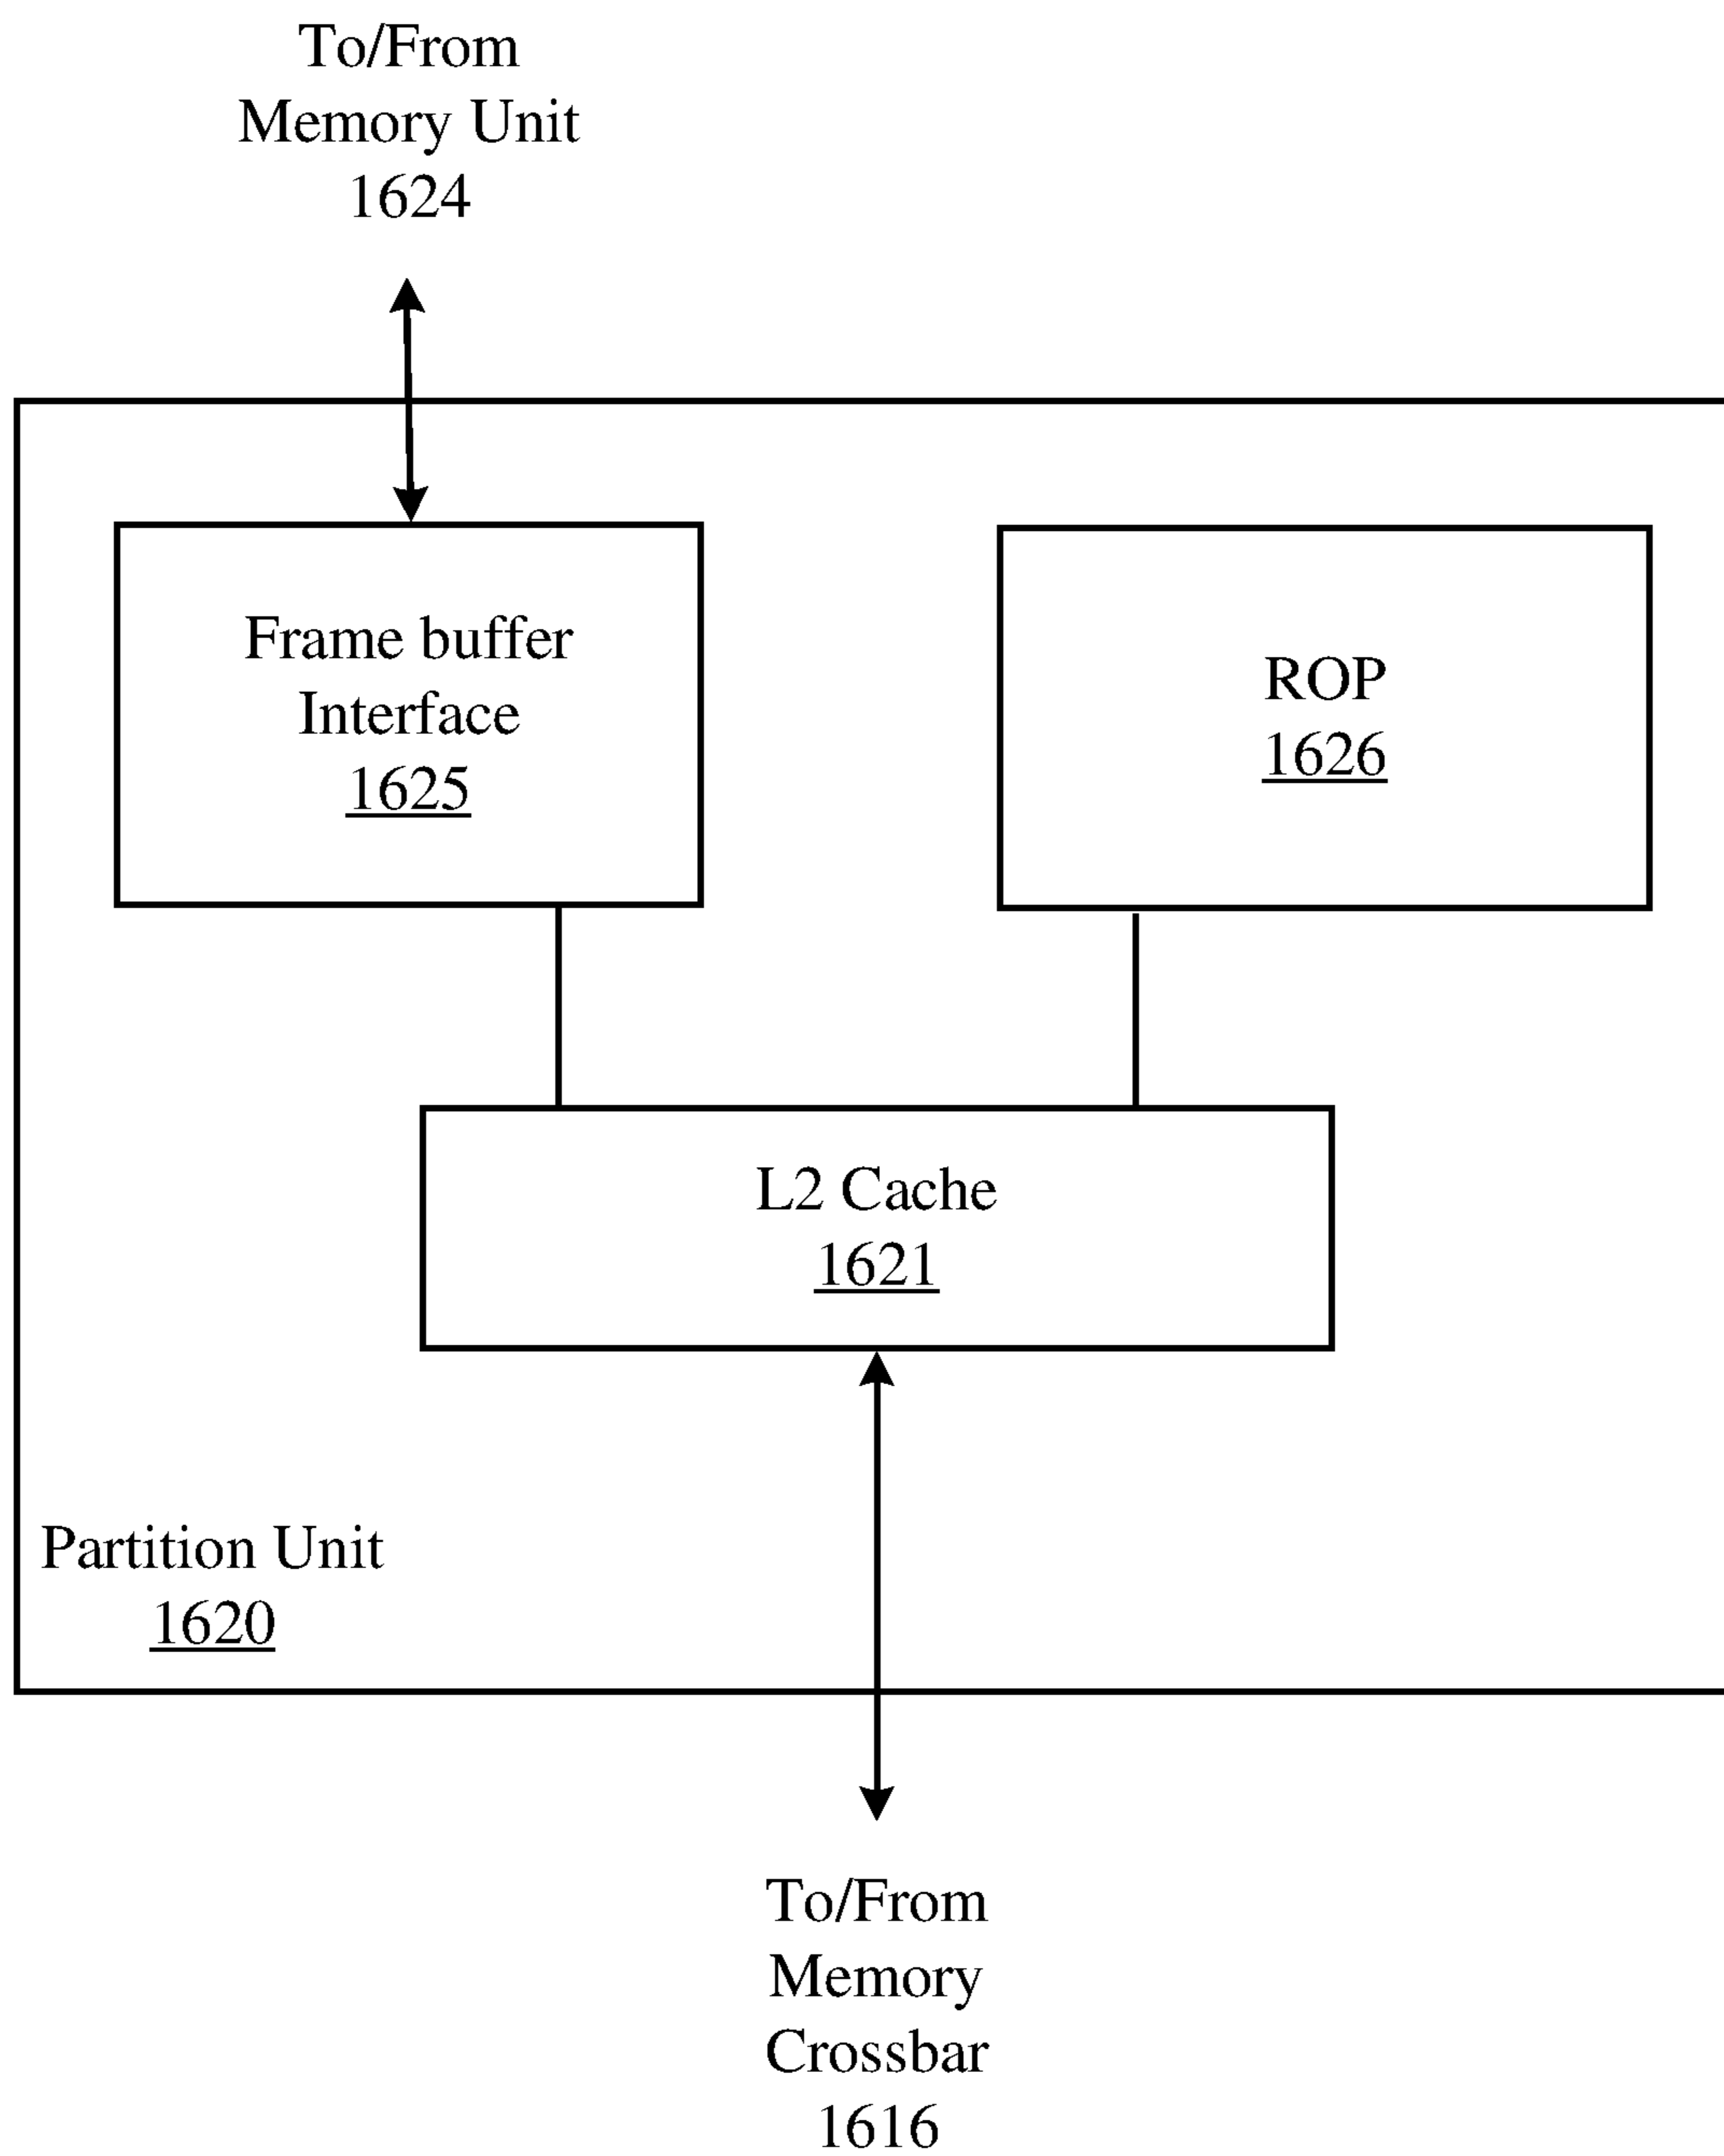 To/From
Memory Unit
1624
Frame buffer
Interface
1625
ROP
1626
L2 Cache
1621
Partition Unit
1620
To/From
Memory
Crossbar
1616